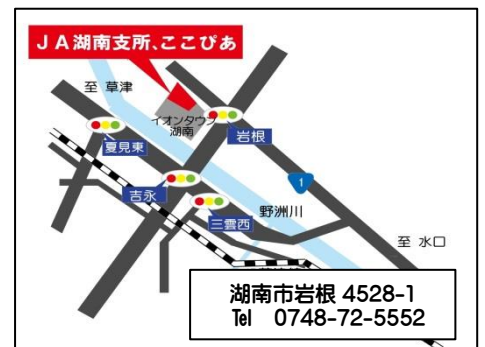 JA湖南支所、ここぴあ
至 草津
イオンタウン
湖南
岩根
夏見東
1
吉永
三雲西
野洲川
至 水口
湖南市岩根 4528-1
℡ 0748-72-5552